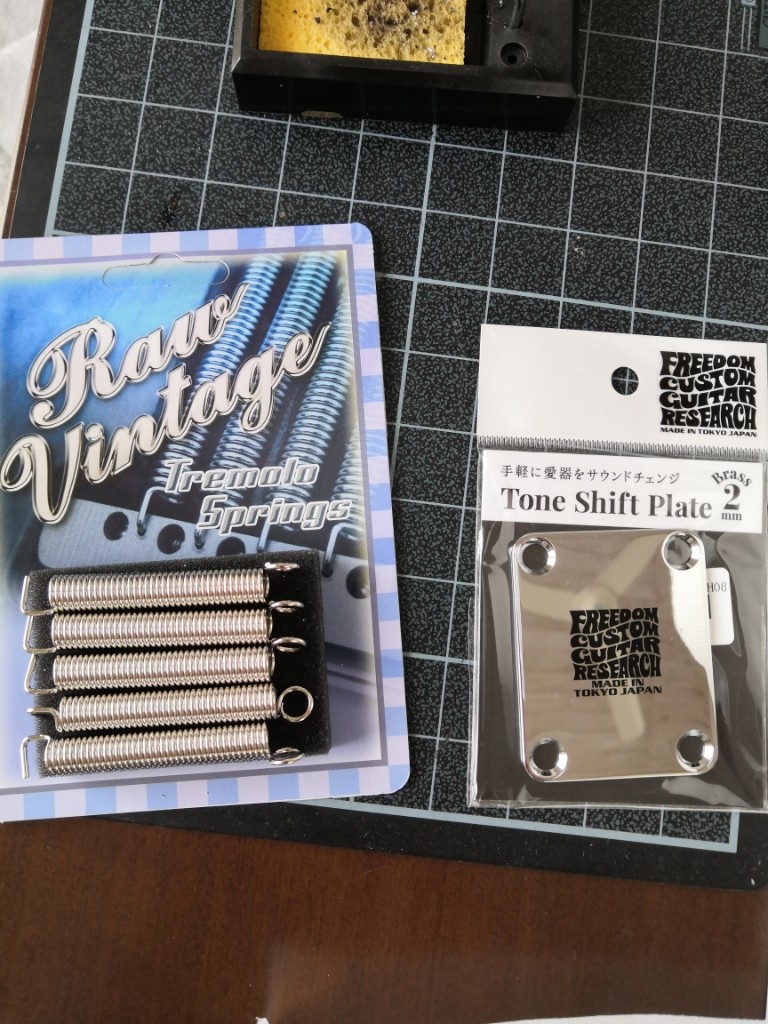 Raw
Vintage
Tremolo
Springs
FREEDOM
CUSTOM
GUITAR
RESEARCH
MADE IN TOKYO JAPAN
手軽に愛器をサウンドチェンジ
Tone Shift Plate
Brass
2
mm
H08
FREEDOM
CUSTOM
GUITAR
RESEARCH
MADE IN
TOKYO JAPAN